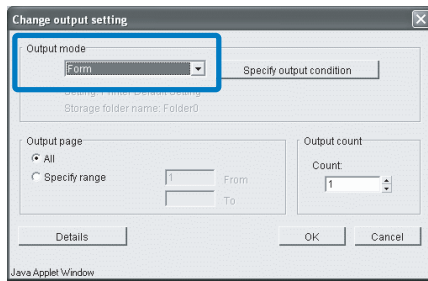 Change output setting
Output mode
Form
Specify output condition
Setting: Printer Default Setting
Storage folder name: Folder0
Output page
All
Specify range
1
From
To
Output count
Count:
1
Details
OK
Cancel
Java Applet Window